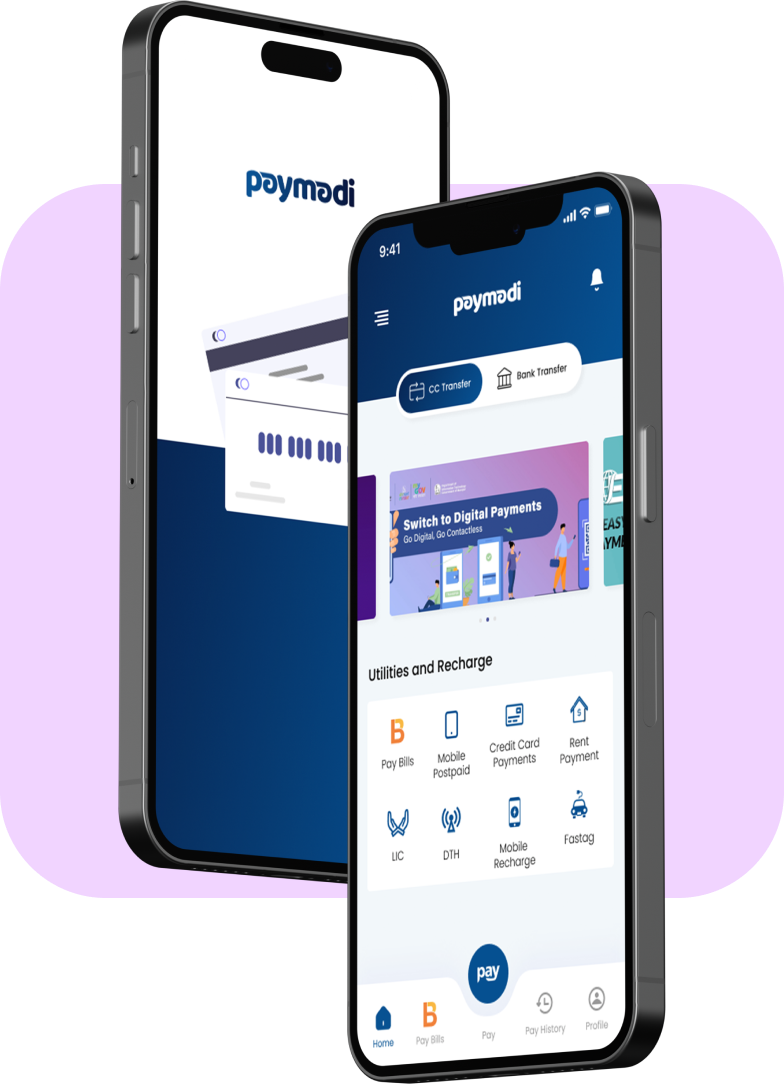 paymadi
9:41
paymadi
CC Transfer
Bank Transfer
Switch to Digital Payments
Go Digital, Go Contactless
EASY
Utilities and Recharge
B
Pay Bills
Mobile
Postpaid
Credit Card
Payments
$
Rent
Payment
LIC
DTH
Mobile
Recharge
Fastag
pay
Home
B
Pay Bills
Pay
Pay History
Profile